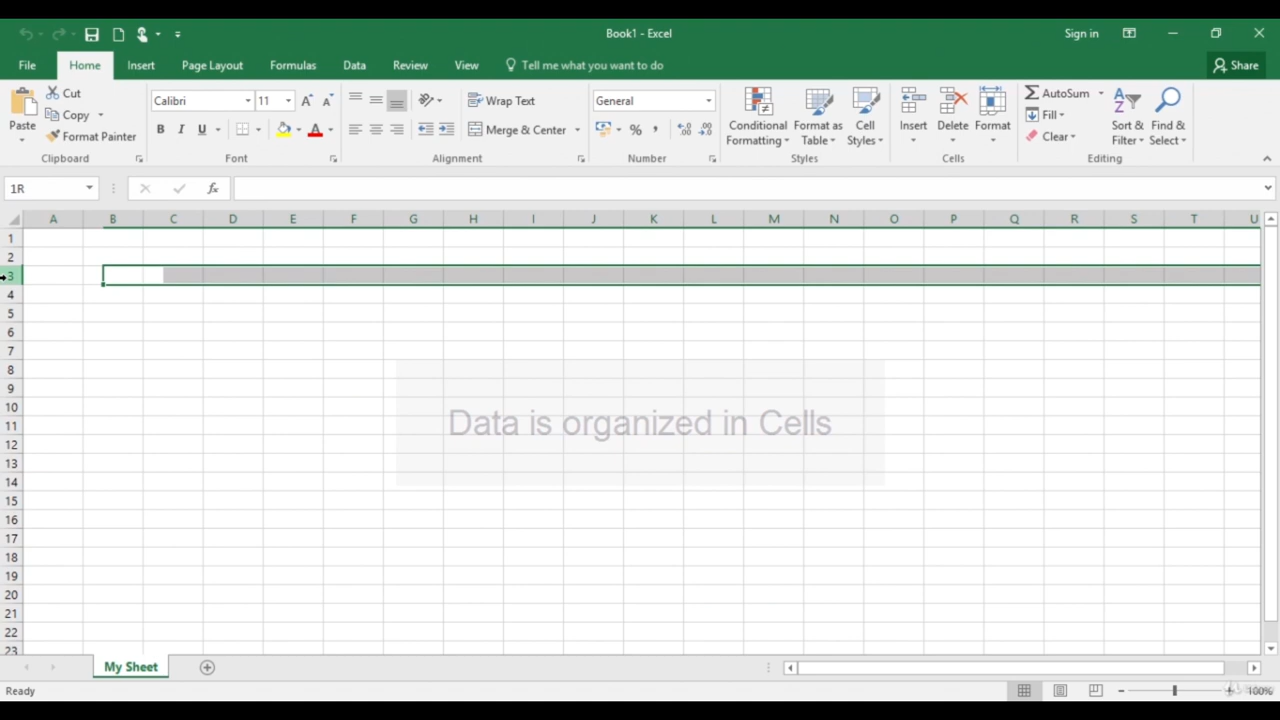 Book1 - Excel
Sign in
File Home Insert Page Layout Formulas Data Review View Tell me what you want to do Share
Paste
Cut
Copy
Format Painter
Clipboard
Calibri 11
B I U
Font
Wrap Text
Merge & Center
Alignment
General
%
Number
Conditional Formatting
Format as Table
Cell Styles
Styles
Insert Delete Format
Cells
AutoSum
Fill
Clear
Sort & Filter
Find & Select
Editing
1R fx
A B C D E F G H I J K L M N O P Q R S T U
1
2
3
4
5
6
7
8
9
10
11
12
13
14
15
16
17
18
19
20
21
22
23
Data is organized in Cells
My Sheet
Ready
100%